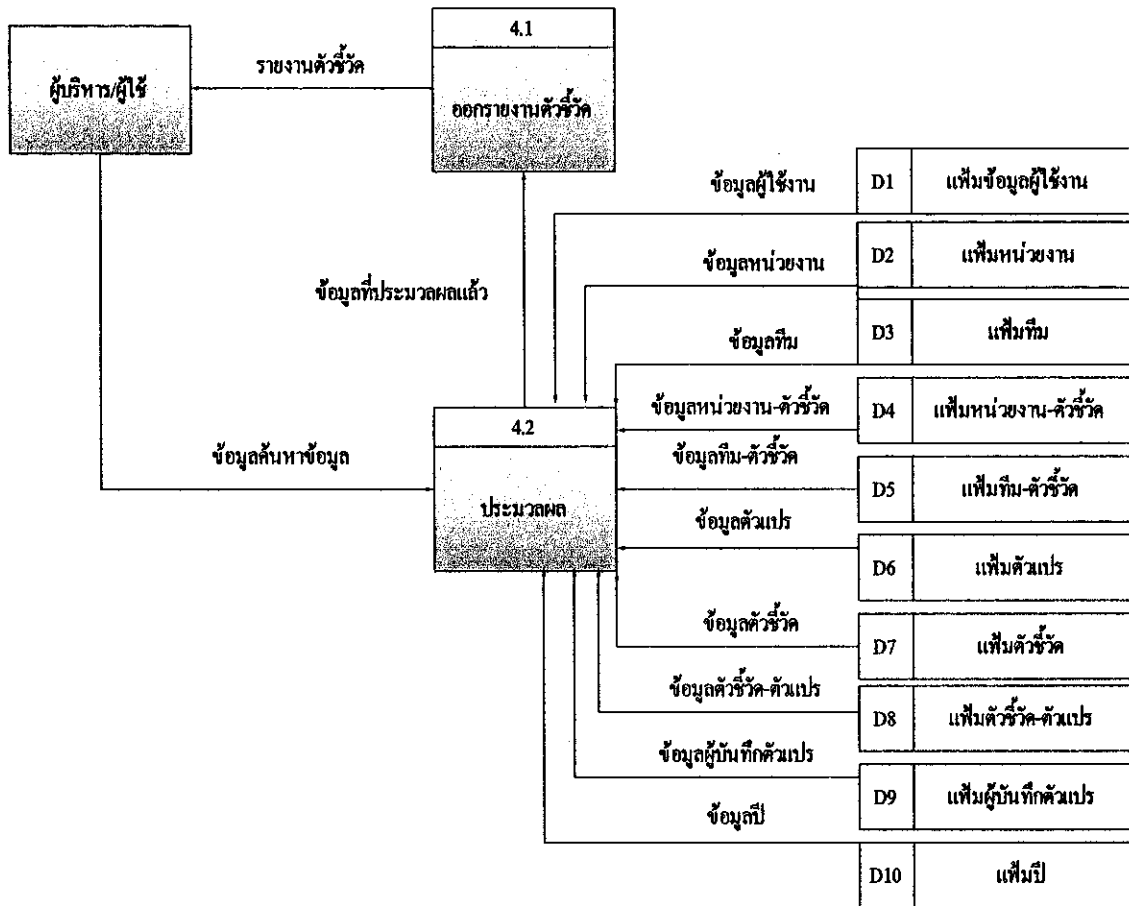 4.1
ผู้บริหาร/ผู้ใช้
รายงานตัวชี้วัด
ออกรายงานตัวชี้วัด
ข้อมูลผู้ใช้งาน
D1
แฟ้มข้อมูลผู้ใช้งาน
ข้อมูลหน่วยงาน
D2
แฟ้มหน่วยงาน
ข้อมูลที่ประมวลผลแล้ว
ข้อมูลทีม
D3
แฟ้มทีม
ข้อมูลหน่วยงาน-ตัวชี้วัด
D4
แฟ้มหน่วยงาน-ตัวชี้วัด
4.2
ข้อมูลค้นหาข้อมูล
ข้อมูลทีม-ตัวชี้วัด
D5
แฟ้มทีม-ตัวชี้วัด
ประมวลผล
ข้อมูลตัวแปร
D6
แฟ้มตัวแปร
ข้อมูลตัวชี้วัด
D7
แฟ้มตัวชี้วัด
ข้อมูลตัวชี้วัด-ตัวแปร
D8
แฟ้มตัวชี้วัด-ตัวแปร
ข้อมูลผู้บันทึกตัวแปร
D9
แฟ้มผู้บันทึกตัวแปร
ข้อมูลปี
D10
แฟ้มปี